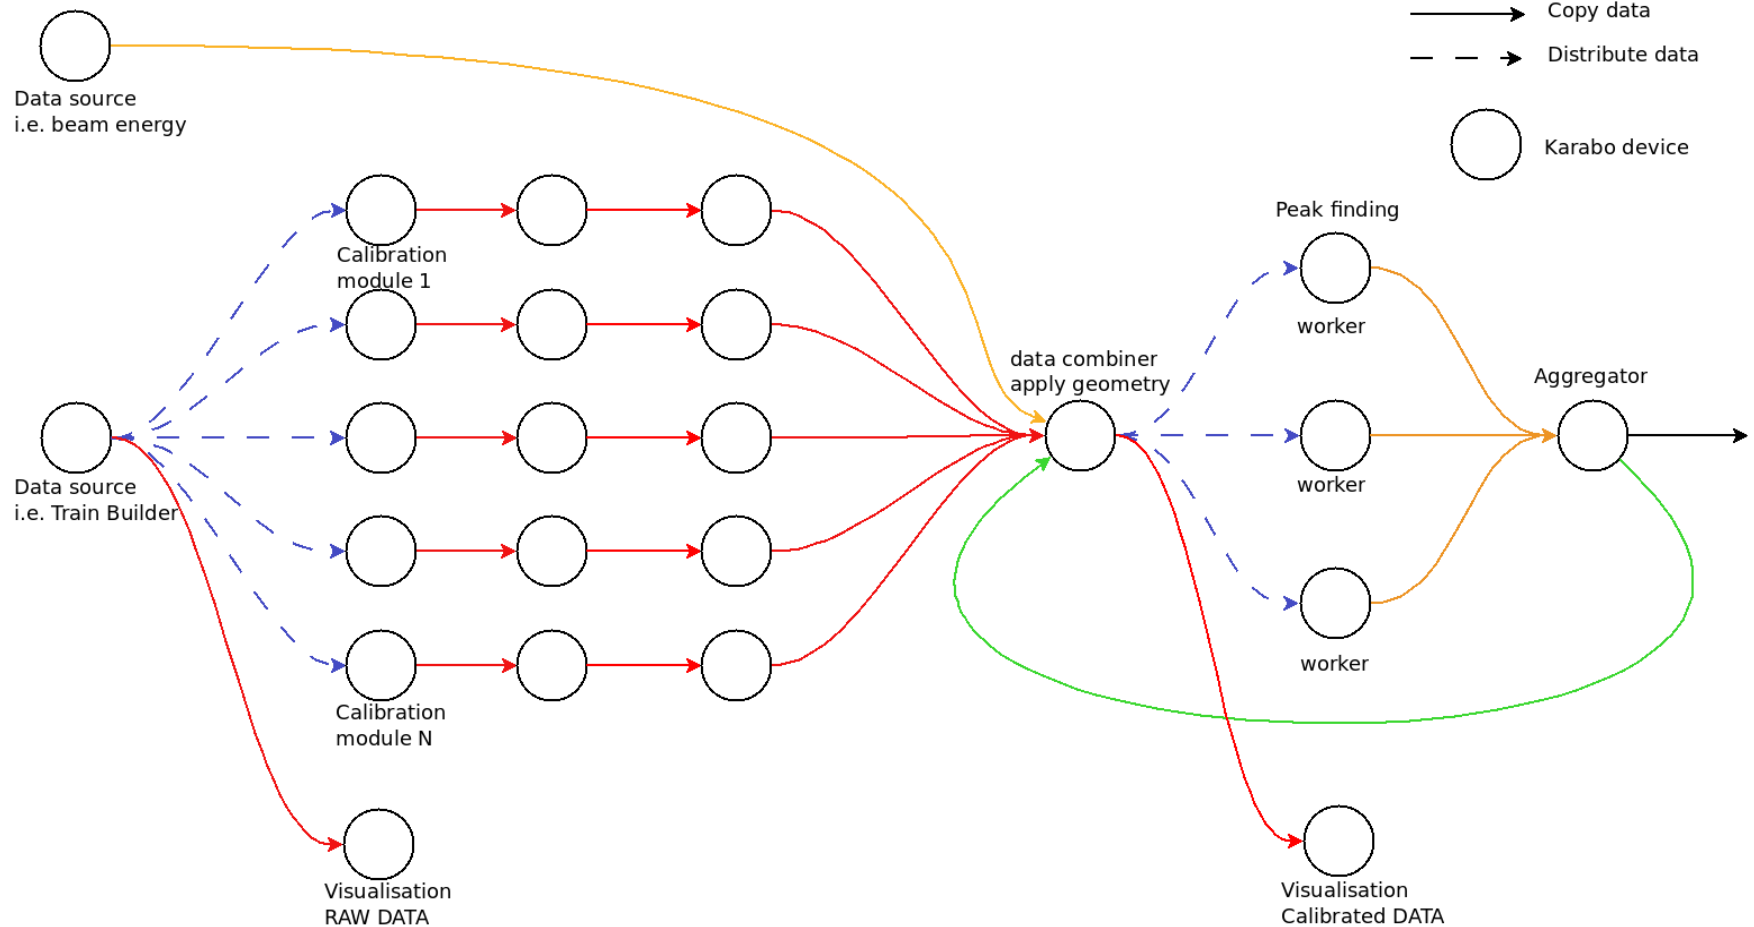 Copy data
Distribute data
Karabo device
Data source
i.e. beam energy
Calibration
module 1
Data source
i.e. Train Builder
Calibration
module N
Visualisation
RAW DATA
data combiner
apply geometry
Peak finding
worker
worker
worker
Aggregator
Visualisation
Calibrated DATA